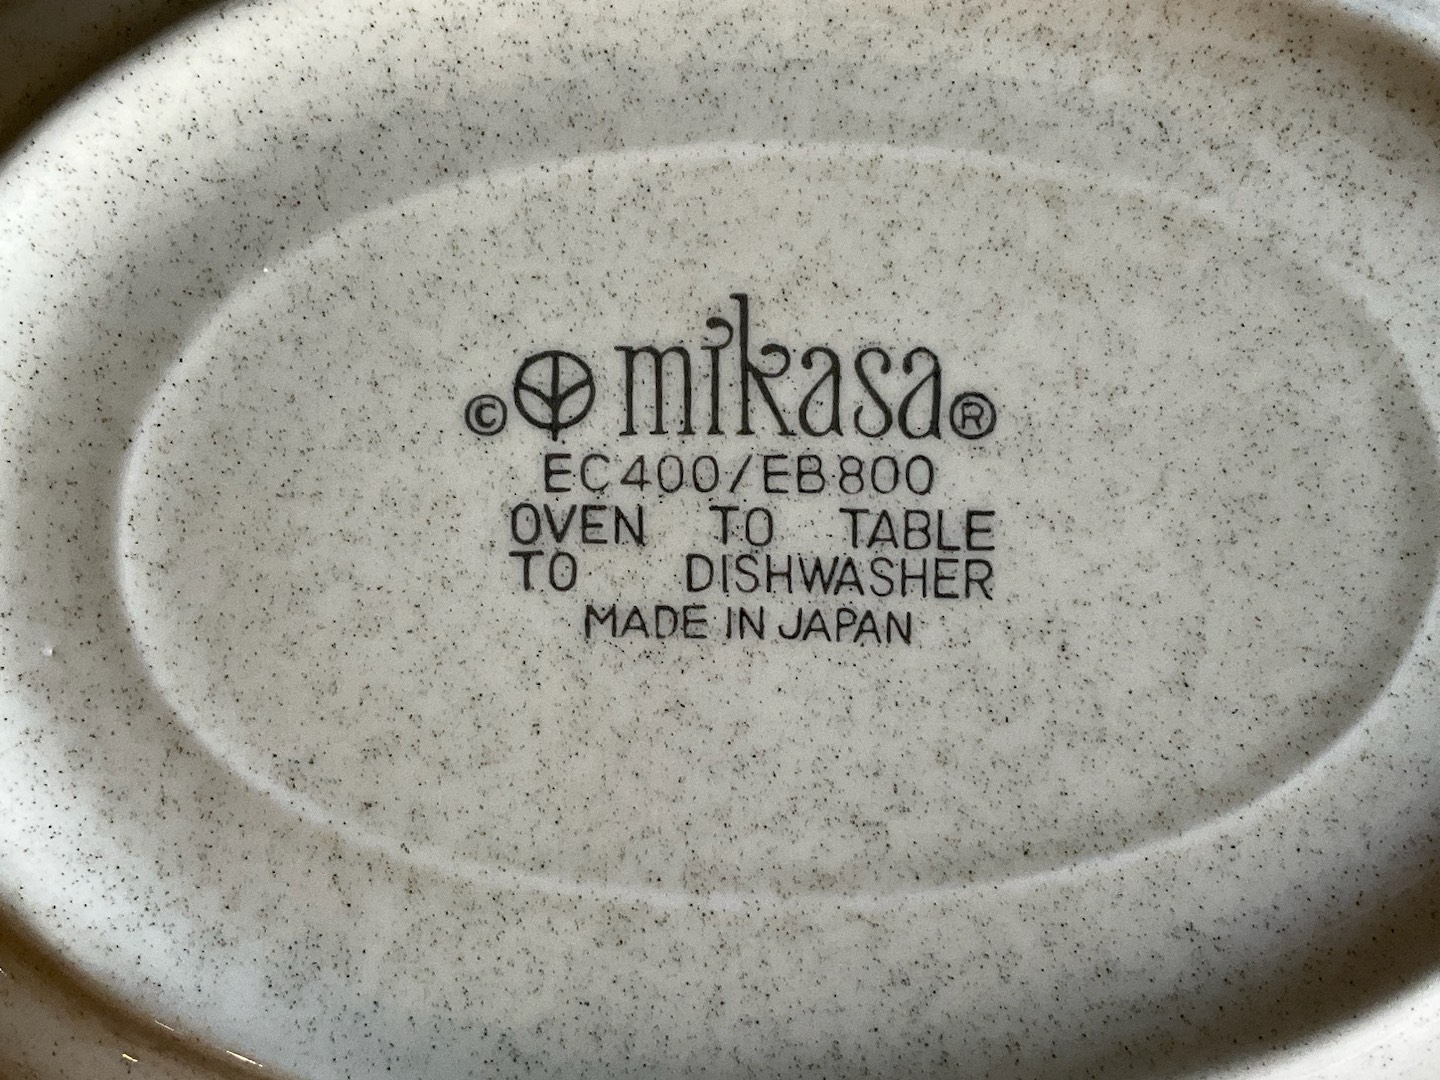 © mikasa®
EC400/EB800
OVEN TO TABLE
TO DISHWASHER
MADE IN JAPAN